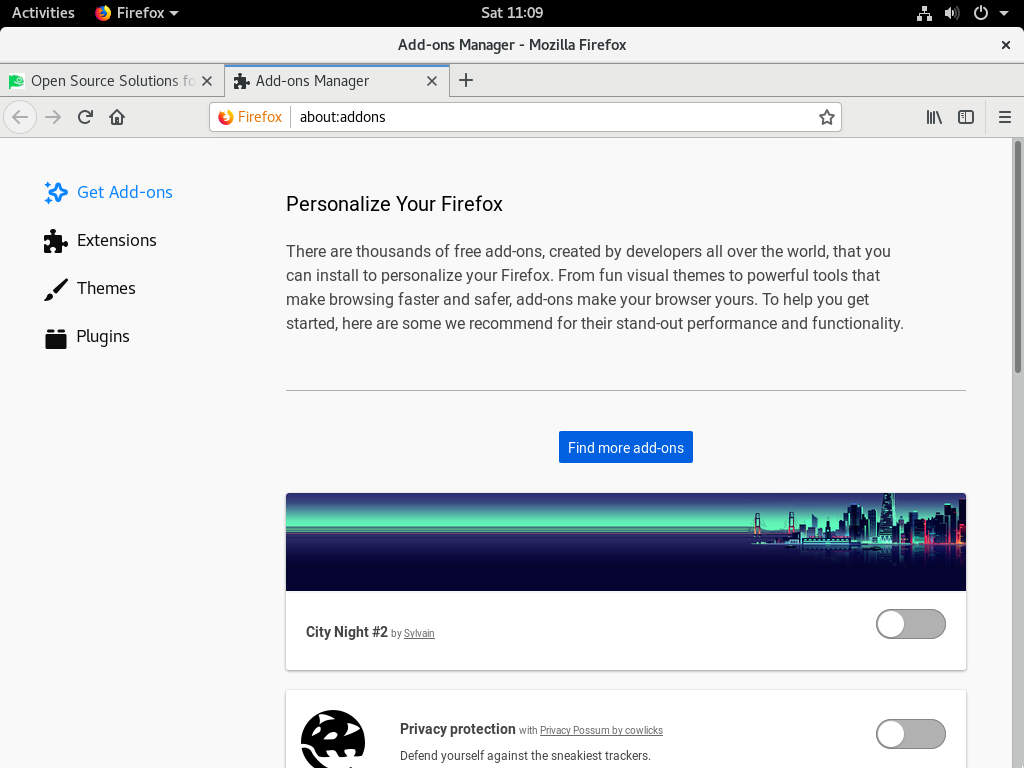 Activities Firefox Sat 11:09
Add-ons Manager - Mozilla Firefox
Open Source Solutions fo Add-ons Manager
Firefox about:addons
Get Add-ons
Extensions
Themes
Plugins
Personalize Your Firefox
There are thousands of free add-ons, created by developers all over the world, that you
can install to personalize your Firefox. From fun visual themes to powerful tools that
make browsing faster and safer, add-ons make your browser yours. To help you get
started, here are some we recommend for their stand-out performance and functionality.
Find more add-ons
City Night #2 by Sylvain
Privacy protection with Privacy Possum by cowlicks
Defend yourself against the sneakiest trackers.